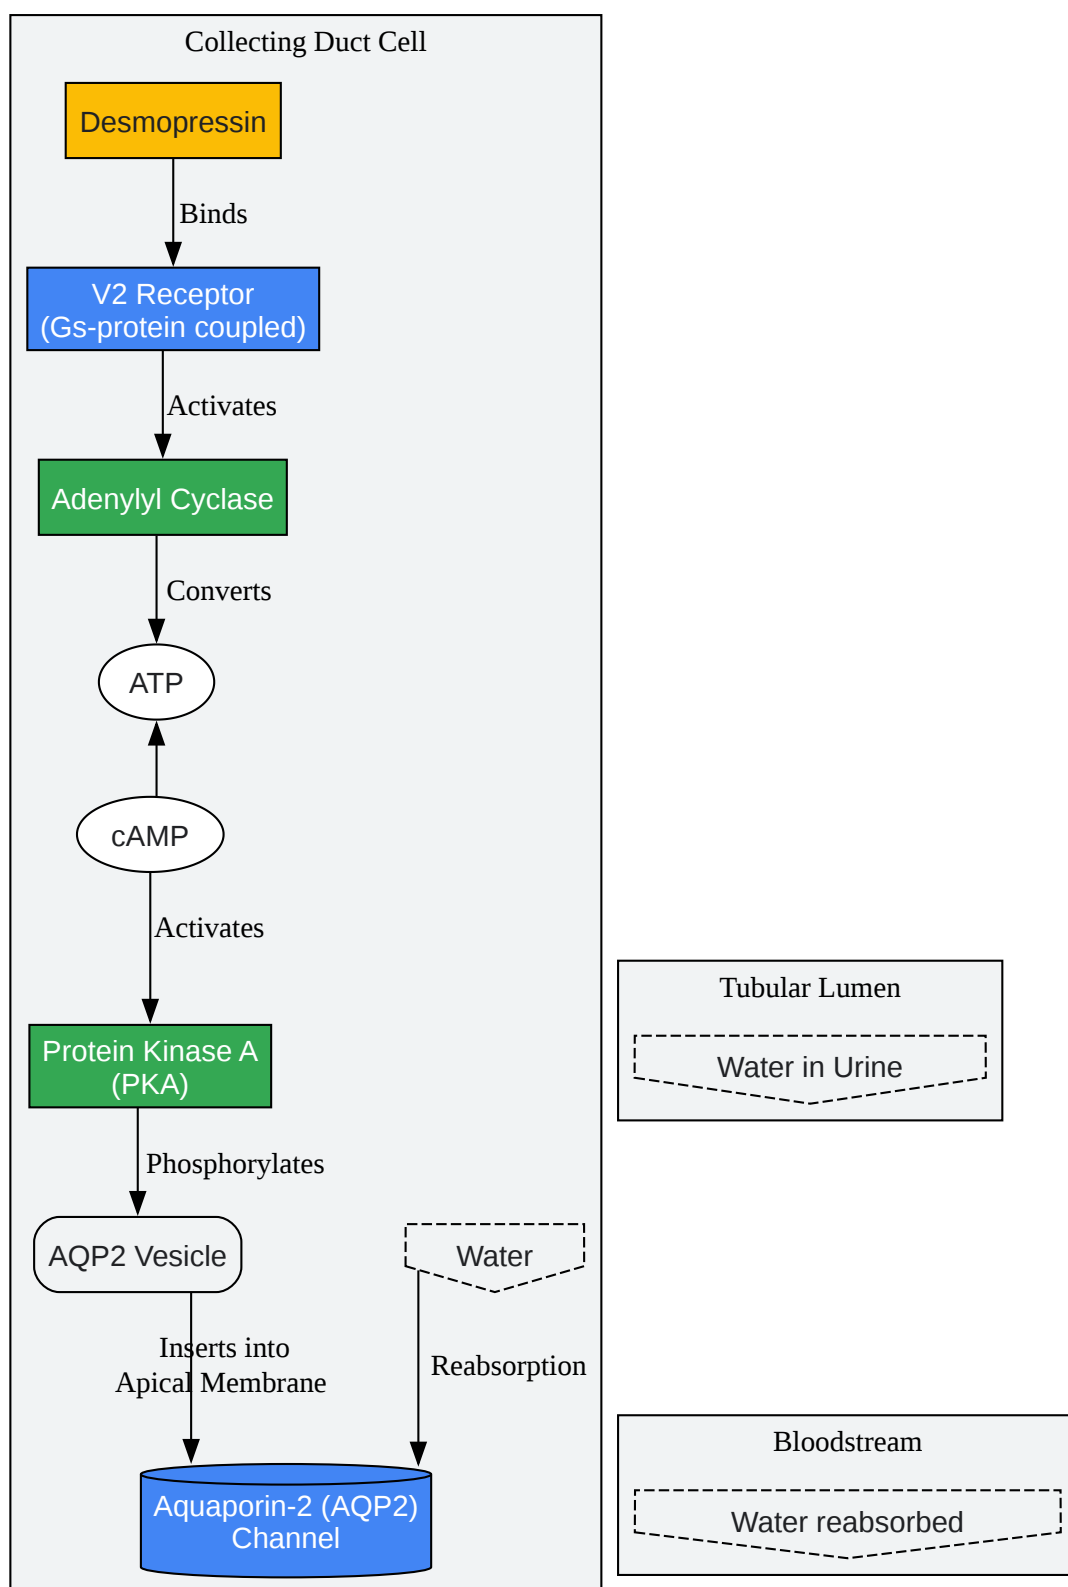 Collecting Duct Cell
Desmopressin
Binds
V2 Receptor
(Gs-protein coupled)
Activates
Adenylyl Cyclase
Converts
ATP
cAMP
Activates
Protein Kinase A
(PKA)
Phosphorylates
AQP2 Vesicle
Water
Inserts into
Apical Membrane
Reabsorption
Aquaporin-2 (AQP2)
Channel
Tubular Lumen
Water in Urine
Bloodstream
Water reabsorbed